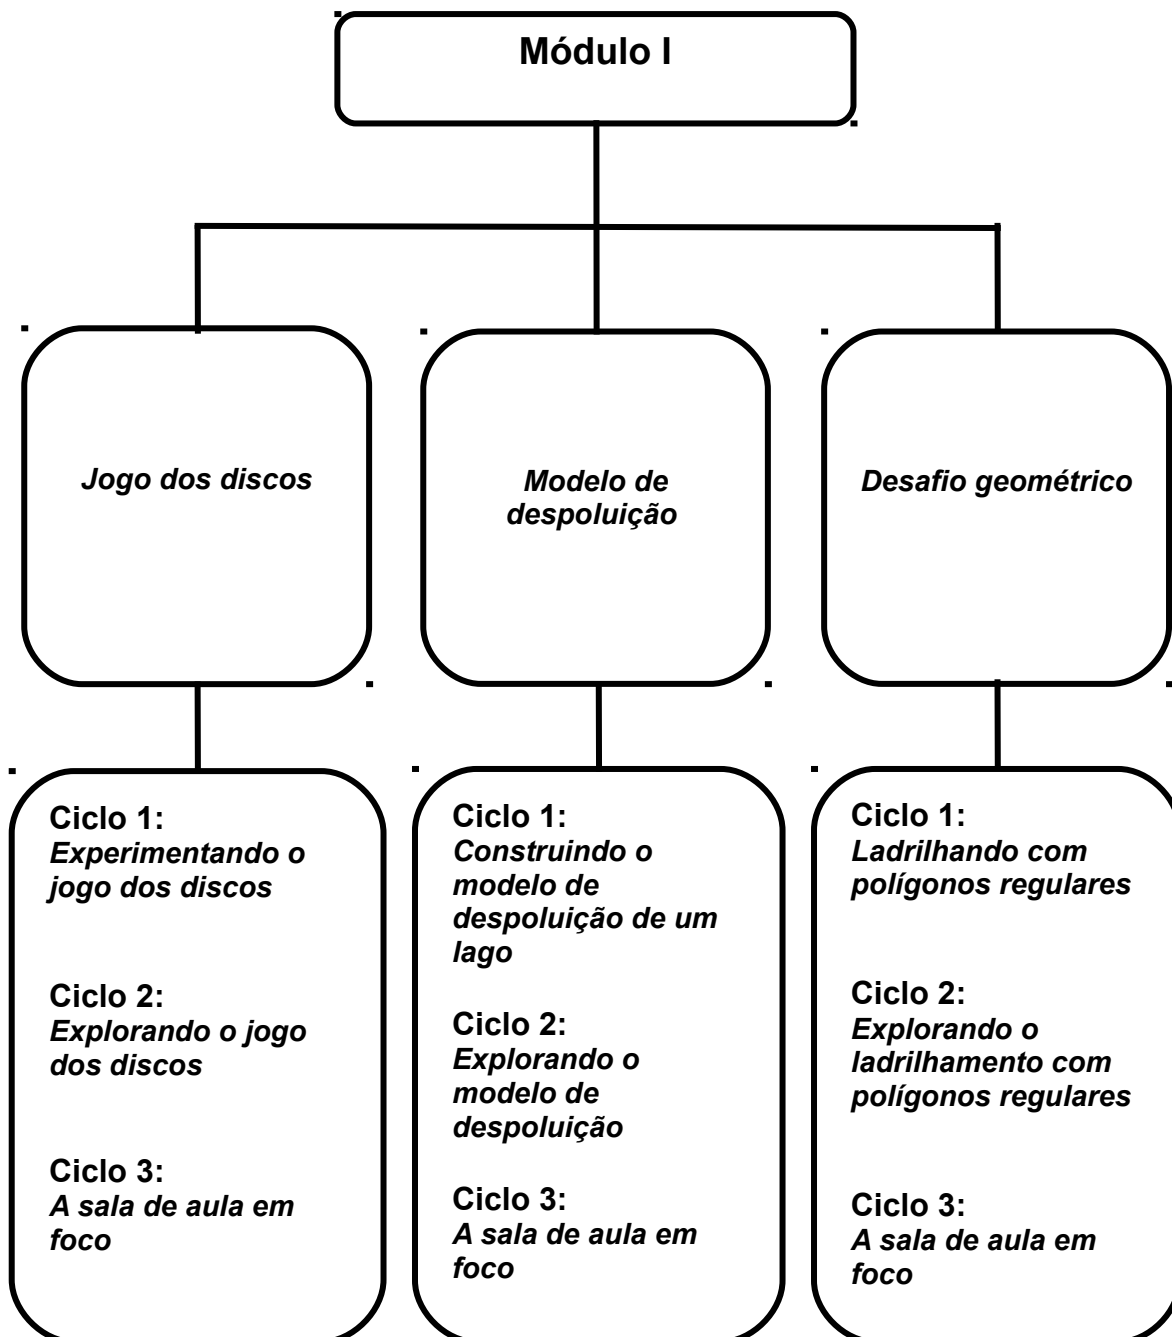 Módulo I
Jogo dos discos
Modelo de
despoluição
Desafio geométrico
Ciclo 1:
Experimentando o
jogo dos discos
Ciclo 2:
Explorando o jogo
dos discos
Ciclo 3:
A sala de aula em
foco
Ciclo 1:
Construindo o
modelo de
despoluição de um
lago
Ciclo 2:
Explorando o
modelo de
despoluição
Ciclo 3:
A sala de aula em
foco
Ciclo 1:
Ladrilhando com
polígonos regulares
Ciclo 2:
Explorando o
ladrilhamento com
polígonos regulares
Ciclo 3:
A sala de aula em
foco